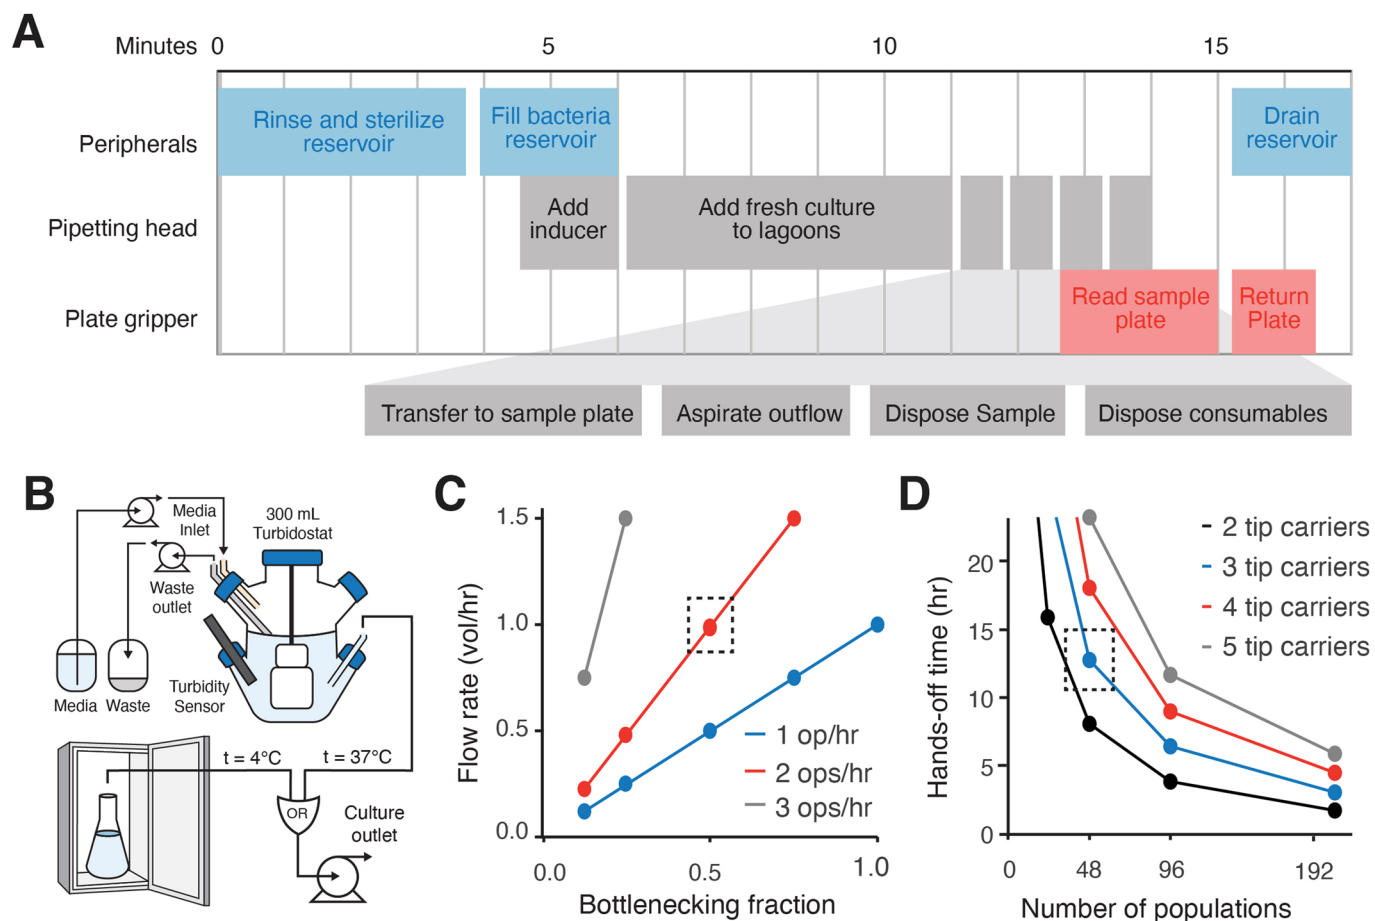 A
Minutes 0 5 10 15
Peripherals
Rinse and sterilize
reservoir
Fill bacteria
reservoir
Drain
reservoir
Pipetting head
Add
inducer
Add fresh culture
to lagoons
Plate gripper
Read sample
plate
Return
Plate
Transfer to sample plate
Aspirate outflow
Dispose Sample
Dispose consumables
B
Media
Inlet
300 mL
Turbidostat
Waste
outlet
Turbidity
Sensor
Media
Waste
t = 4°C
t = 37°C
OR
Culture
outlet
C
Flow rate (vol/hr)
1.5
1.0
0.5
0.0
1 op/hr
2 ops/hr
3 ops/hr
0.0 0.5 1.0
Bottlenecking fraction
D
Hands-off time (hr)
20
15
10
5
0
2 tip carriers
3 tip carriers
4 tip carriers
5 tip carriers
0 48 96 192
Number of populations